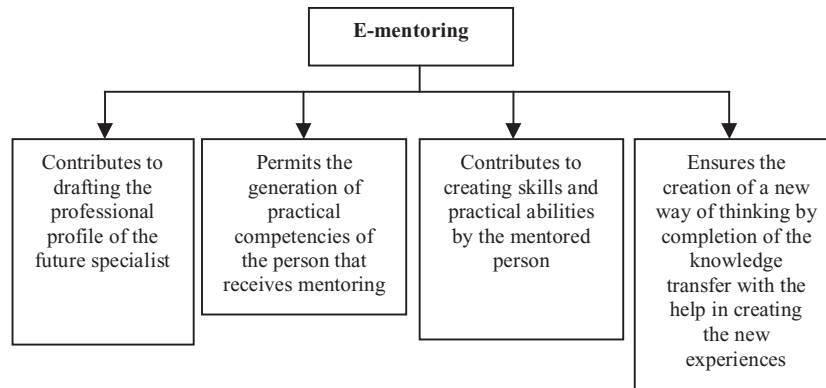 E-mentoring
Contributes to
drafting the
professional
profile of the
future specialist
Permits the
generation of
practical
competencies of
the person that
receives mentoring
Contributes to
creating skills and
practical abilities
by the mentored
person
Ensures the
creation of a new
way of thinking by
completion of the
knowledge
transfer with the
help in creating
the new
experiences